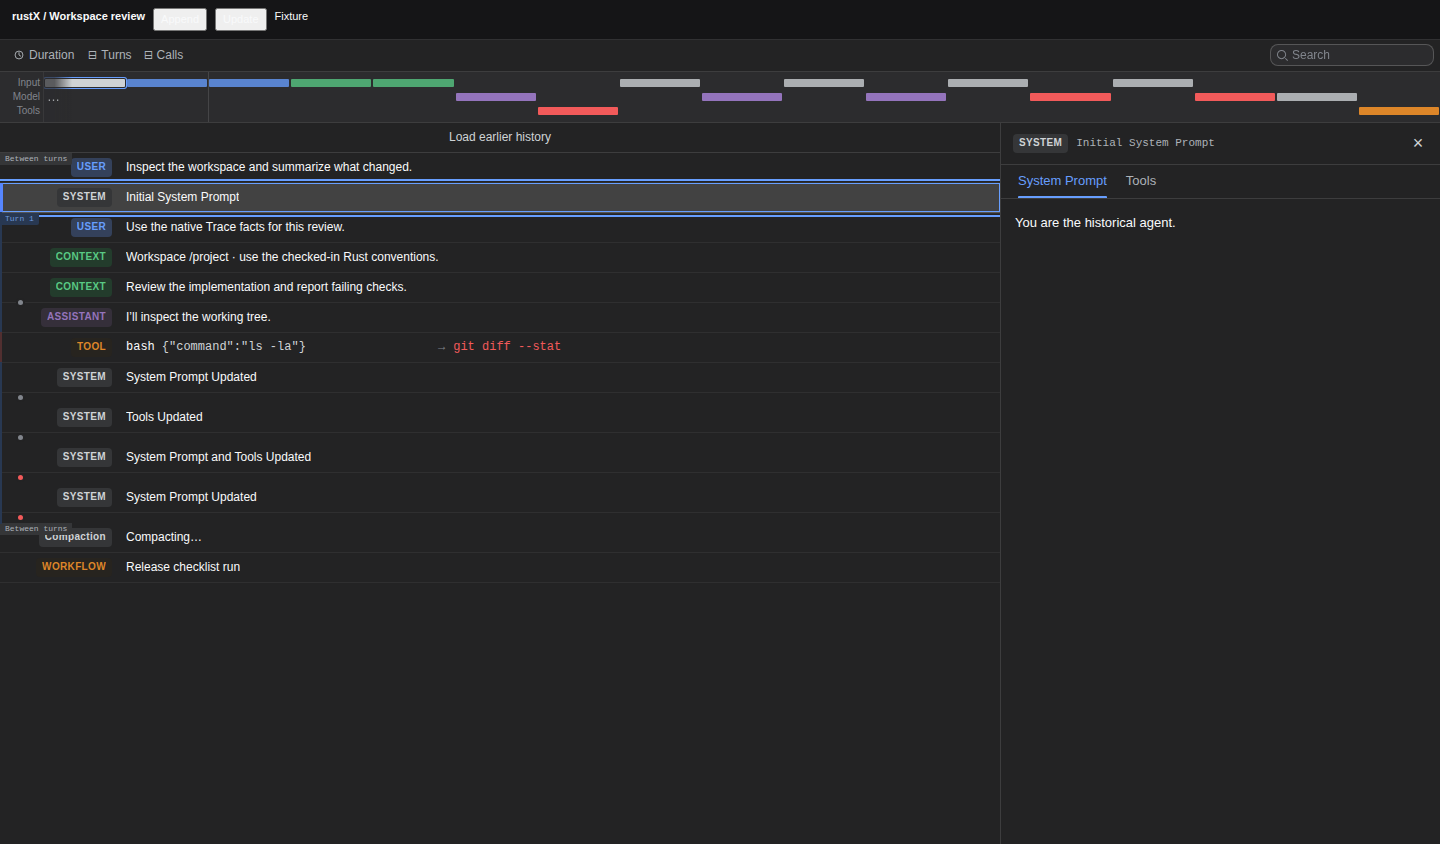 rustX / Workspace review Fixture
Duration Turns Calls Search
Input
Model ...
Tools
Load earlier history
Between turns
USER Inspect the workspace and summarize what changed.
SYSTEM Initial System Prompt
Turn 1
USER Use the native Trace facts for this review.
CONTEXT Workspace /project · use the checked-in Rust conventions.
CONTEXT Review the implementation and report failing checks.
ASSISTANT I'll inspect the working tree.
TOOL bash {"command":"ls -la"} → git diff --stat
SYSTEM System Prompt Updated
SYSTEM Tools Updated
SYSTEM System Prompt and Tools Updated
SYSTEM System Prompt Updated
Between turns
Compaction Compacting…
WORKFLOW Release checklist run
SYSTEM Initial System Prompt ×
System Prompt Tools
You are the historical agent.